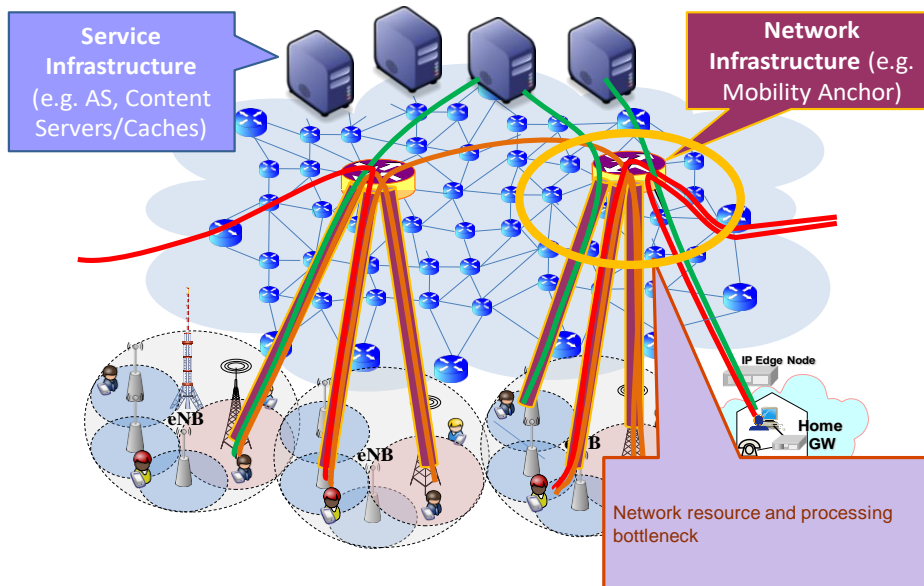 Service
Infrastructure
(e.g. AS, Content
Servers/Caches)
Network
Infrastructure (e.g.
Mobility Anchor)
IP Edge Node
Home
GW
eNB
eNB
Network resource and processing
bottleneck